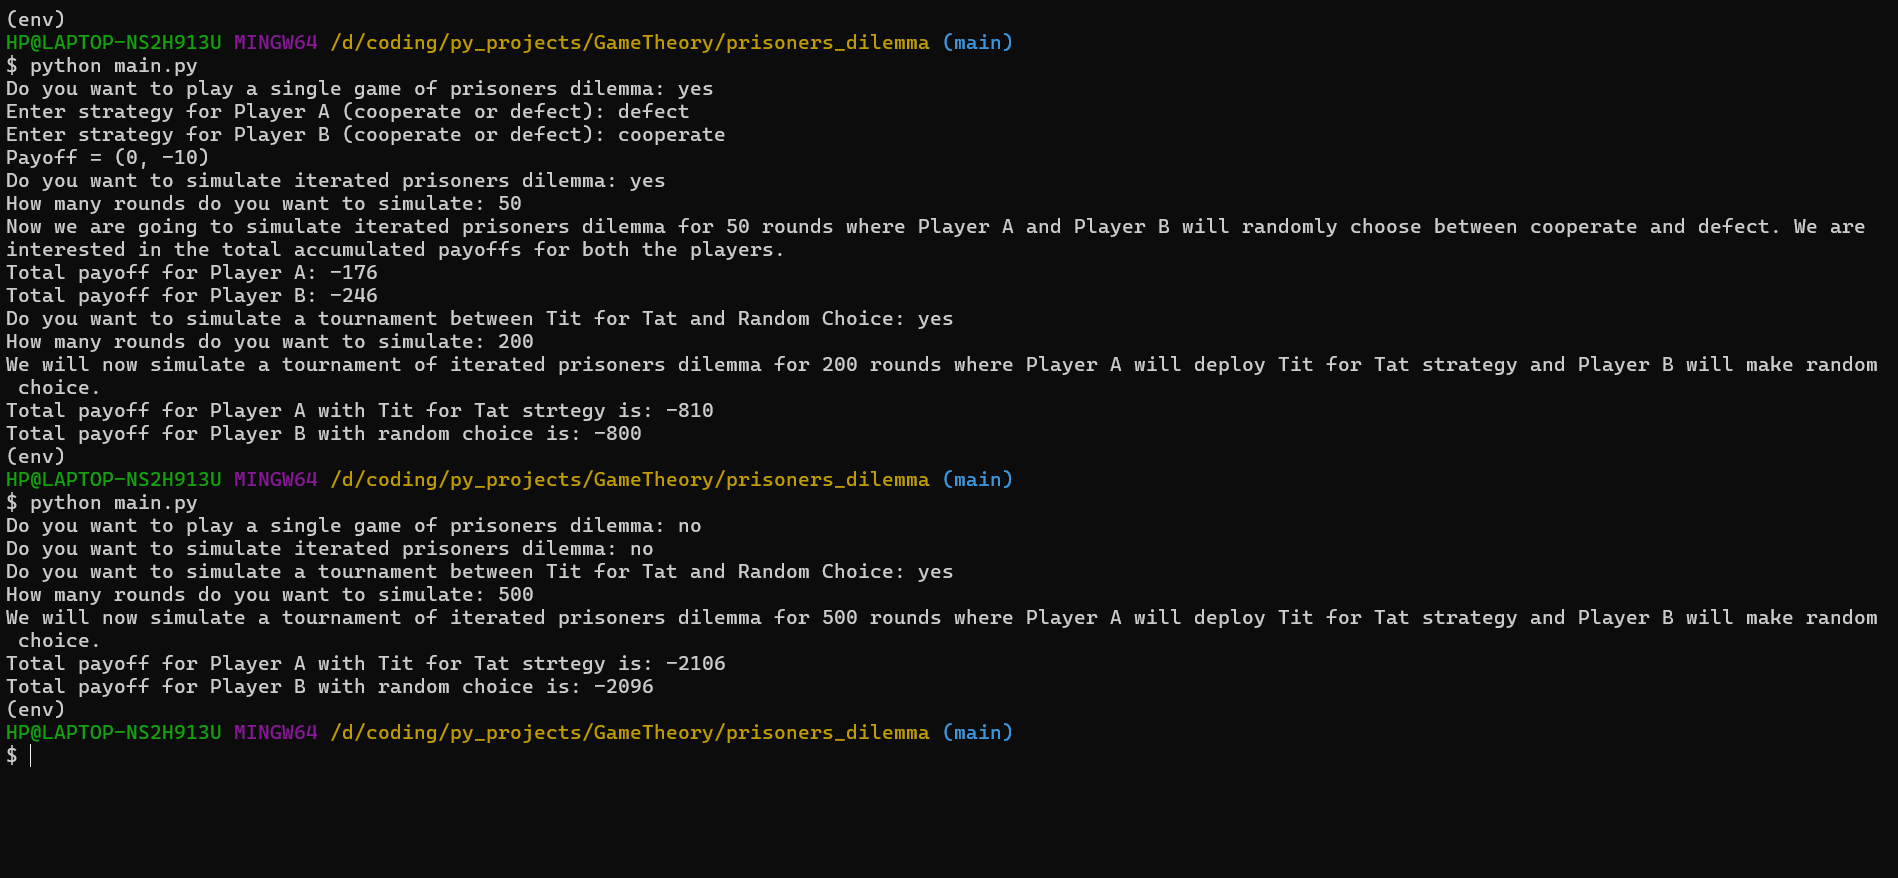 (env)
HP@LAPTOP-NS2H913U MINGW64 /d/coding/py_projects/GameTheory/prisoners_dilemma (main)
$ python main.py
Do you want to play a single game of prisoners dilemma: yes
Enter strategy for Player A (cooperate or defect): defect
Enter strategy for Player B (cooperate or defect): cooperate
Payoff = (0, -10)
Do you want to simulate iterated prisoners dilemma: yes
How many rounds do you want to simulate: 50
Now we are going to simulate iterated prisoners dilemma for 50 rounds where Player A and Player B will randomly choose between cooperate and defect. We are
interested in the total accumulated payoffs for both the players.
Total payoff for Player A: -176
Total payoff for Player B: -246
Do you want to simulate a tournament between Tit for Tat and Random Choice: yes
How many rounds do you want to simulate: 200
We will now simulate a tournament of iterated prisoners dilemma for 200 rounds where Player A will deploy Tit for Tat strategy and Player B will make random
 choice.
Total payoff for Player A with Tit for Tat strtegy is: -810
Total payoff for Player B with random choice is: -800
(env)
HP@LAPTOP-NS2H913U MINGW64 /d/coding/py_projects/GameTheory/prisoners_dilemma (main)
$ python main.py
Do you want to play a single game of prisoners dilemma: no
Do you want to simulate iterated prisoners dilemma: no
Do you want to simulate a tournament between Tit for Tat and Random Choice: yes
How many rounds do you want to simulate: 500
We will now simulate a tournament of iterated prisoners dilemma for 500 rounds where Player A will deploy Tit for Tat strategy and Player B will make random
 choice.
Total payoff for Player A with Tit for Tat strtegy is: -2106
Total payoff for Player B with random choice is: -2096
(env)
HP@LAPTOP-NS2H913U MINGW64 /d/coding/py_projects/GameTheory/prisoners_dilemma (main)
$